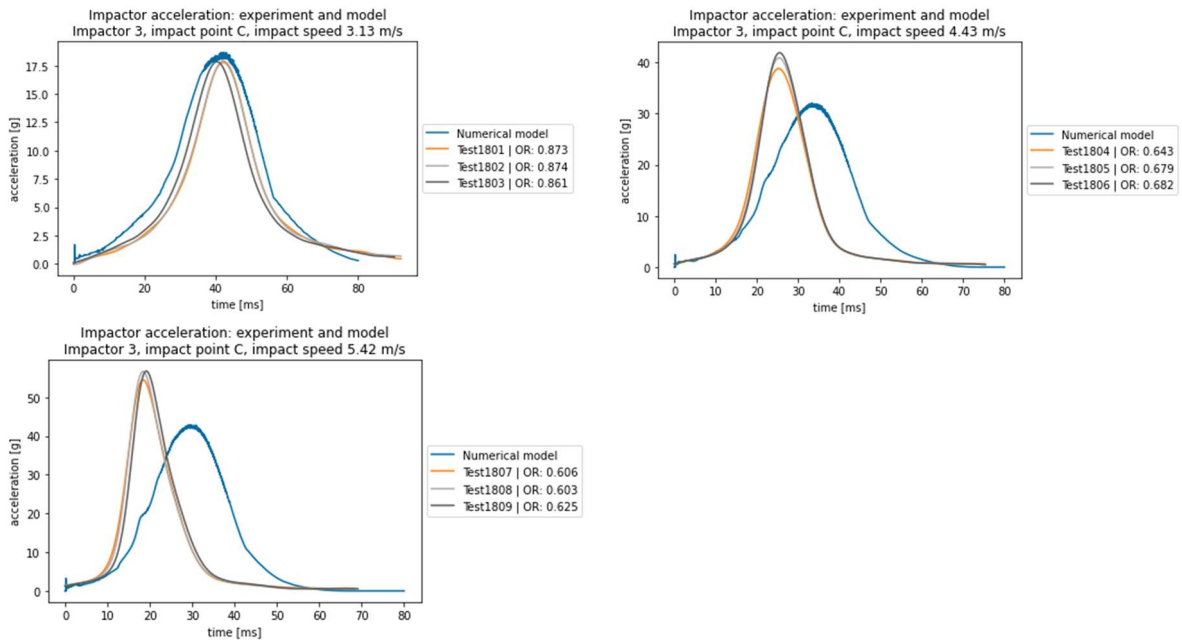 Impactor acceleration: experiment and model
Impactor 3, impact point C, impact speed 3.13 m/s
acceleration [g]
17.5
15.0
12.5
10.0
7.5
5.0
2.5
0.0
0 20 40 60 80
time [ms]
Numerical model
Test1801 | OR: 0.873
Test1802 | OR: 0.874
Test1803 | OR: 0.861
Impactor acceleration: experiment and model
Impactor 3, impact point C, impact speed 4.43 m/s
acceleration [g]
40
30
20
10
0
0 10 20 30 40 50 60 70 80
time [ms]
Numerical model
Test1804 | OR: 0.643
Test1805 | OR: 0.679
Test1806 | OR: 0.682
Impactor acceleration: experiment and model
Impactor 3, impact point C, impact speed 5.42 m/s
acceleration [g]
50
40
30
20
10
0
0 10 20 30 40 50 60 70 80
time [ms]
Numerical model
Test1807 | OR: 0.606
Test1808 | OR: 0.603
Test1809 | OR: 0.625